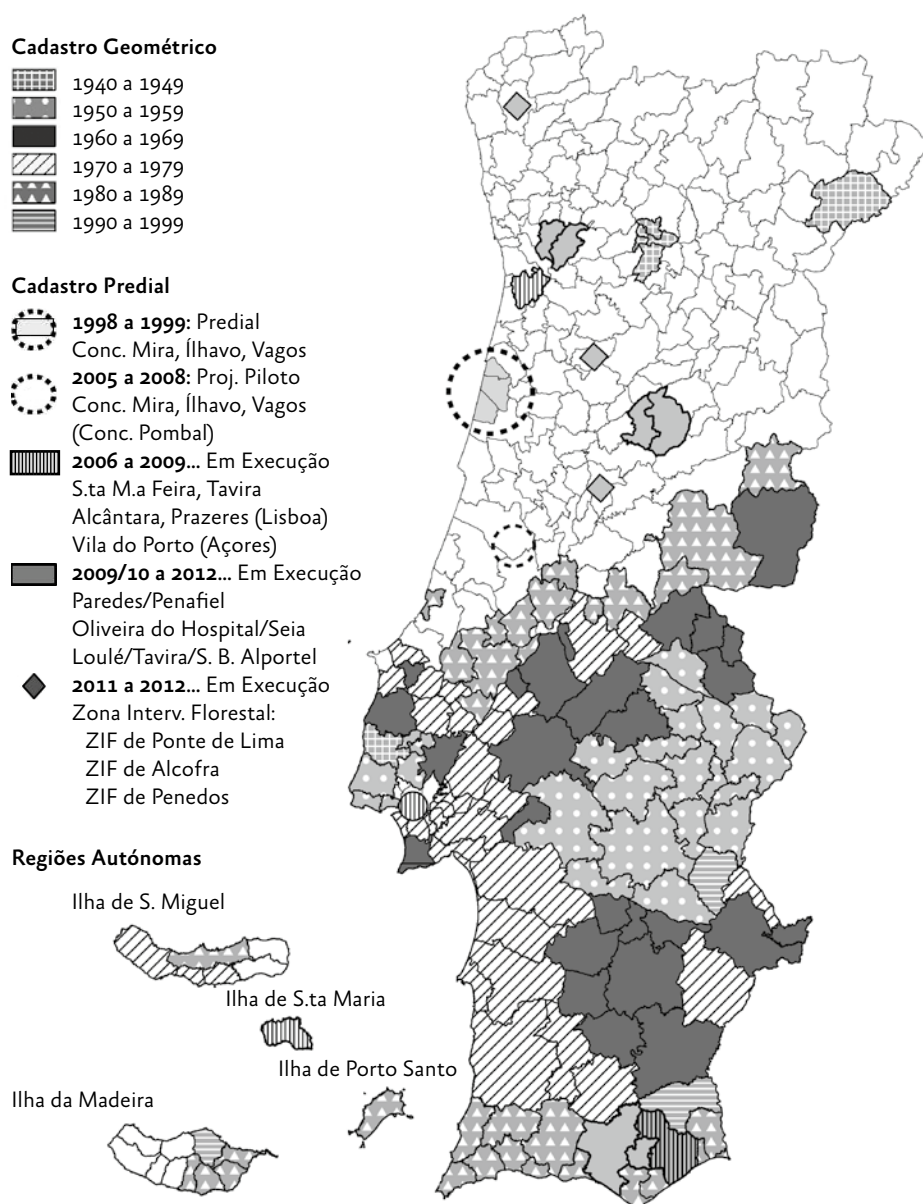 Cadastro Geométrico
1940 a 1949
1950 a 1959
1960 a 1969
1970 a 1979
1980 a 1989
1990 a 1999
Cadastro Predial
1998 a 1999: Predial
Conc. Mira, Ílhavo, Vagos
2005 a 2008: Proj. Piloto
Conc. Mira, Ílhavo, Vagos
(Conc. Pombal)
2006 a 2009... Em Execução
S.ta M.a Feira, Tavira
Alcântara, Prazeres (Lisboa)
Vila do Porto (Açores)
2009/10 a 2012... Em Execução
Paredes/Penafiel
Oliveira do Hospital/Seia
Loulé/Tavira/S. B. Alportel
2011 a 2012... Em Execução
Zona Interv. Florestal:
ZIF de Ponte de Lima
ZIF de Alcofra
ZIF de Penedos
Regiões Autónomas
Ilha de S. Miguel
Ilha de S.ta Maria
Ilha de Porto Santo
Ilha da Madeira